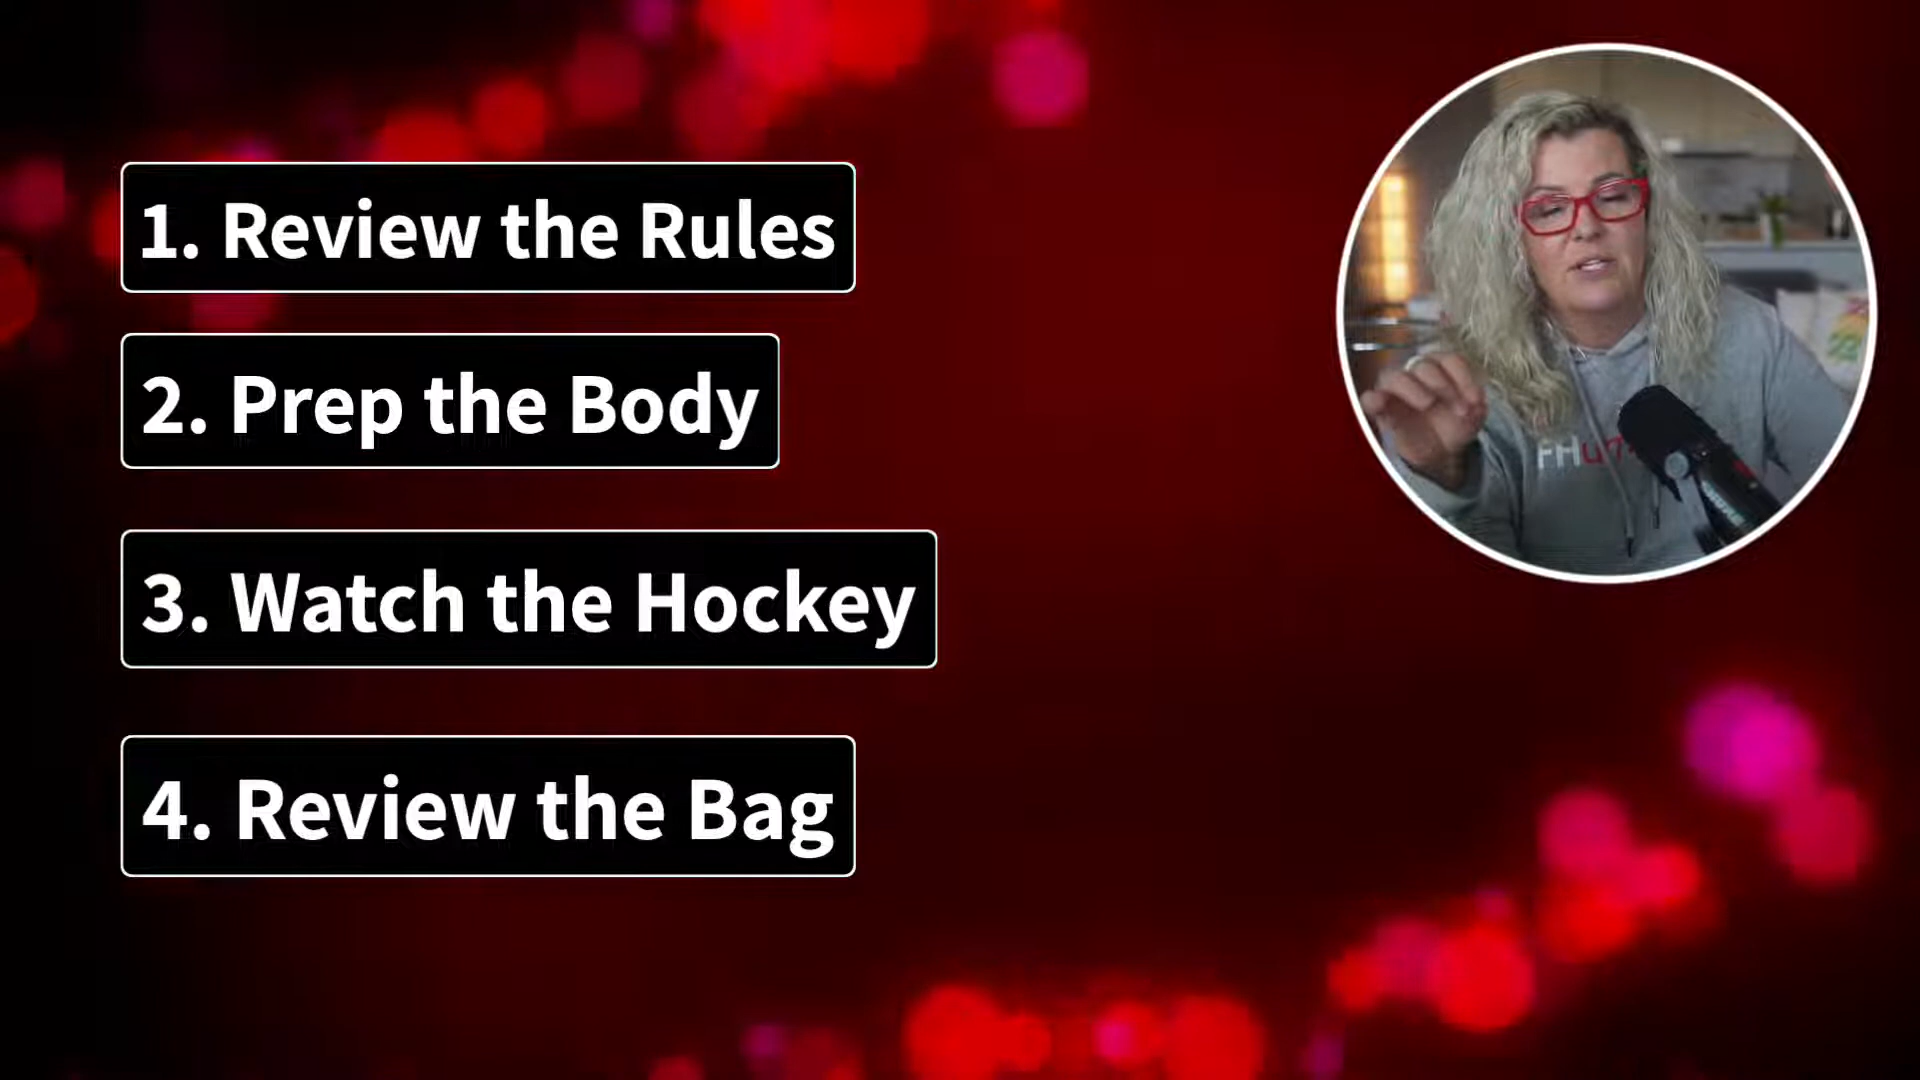 1. Review the Rules
2. Prep the Body
3. Watch the Hockey
4. Review the Bag